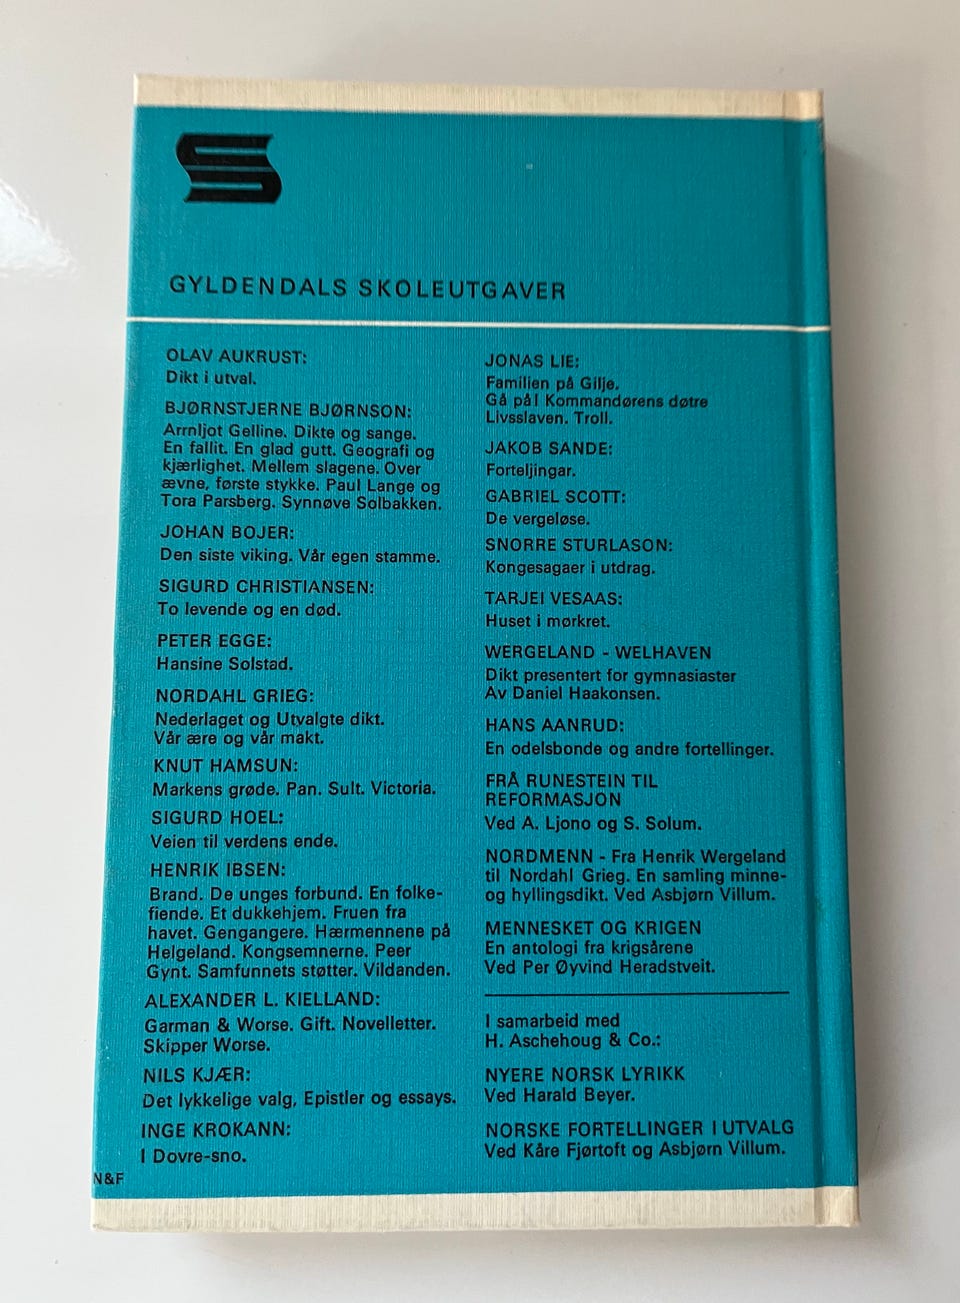 GYLDENDALS SKOLEUTGAVER
OLAV AUKRUST:
Dikt i utval.
BJØRNSTJERNE BJØRNSON:
Arrnljot Gelline. Dikte og sange.
En fallit. En glad gutt. Geografi og
kjærlighet. Mellem slagene. Over
ævne, første stykke. Paul Lange og
Tora Parsberg. Synnøve Solbakken.
JOHAN BOJER:
Den siste viking. Vår egen stamme.
SIGURD CHRISTIANSEN:
To levende og en død.
PETER EGGE:
Hansine Solstad.
NORDAHL GRIEG:
Nederlaget og Utvalgte dikt.
Vår ære og vår makt.
KNUT HAMSUN:
Markens grøde. Pan. Sult. Victoria.
SIGURD HOEL:
Veien til verdens ende.
HENRIK IBSEN:
Brand. De unges forbund. En folke-
fiende. Et dukkehjem. Fruen fra
havet. Gengangere. Hærmennene på
Helgeland. Kongsemnerne. Peer
Gynt. Samfunnets støtter. Vildanden.
ALEXANDER L. KIELLAND:
Garman & Worse. Gift. Novelletter.
Skipper Worse.
NILS KJÆR:
Det lykkelige valg, Epistler og essays.
INGE KROKANN:
I Dovre-sno.
N&F
JONAS LIE:
Familien på Gilje.
Gå på! Kommandørens døtre
Livsslaven. Troll.
JAKOB SANDE:
Forteljingar.
GABRIEL SCOTT:
De vergeløse.
SNORRE STURLASON:
Kongesagaer i utdrag.
TARJEI VESAAS:
Huset i mørkret.
WERGELAND - WELHAVEN
Dikt presentert for gymnasiaster
Av Daniel Haakonsen.
HANS AANRUD:
En odelsbonde og andre fortellinger.
FRÅ RUNESTEIN TIL
REFORMASJON
Ved A. Ljono og S. Solum.
NORDMENN - Fra Henrik Wergeland
til Nordahl Grieg. En samling minne-
og hyllingsdikt. Ved Asbjørn Villum.
MENNESKET OG KRIGEN
En antologi fra krigsårene
Ved Per Øyvind Heradstveit.
I samarbeid med
H. Aschehoug & Co.:
NYERE NORSK LYRIKK
Ved Harald Beyer.
NORSKE FORTELLINGER I UTVALG
Ved Kåre Fjørtoft og Asbjørn Villum.